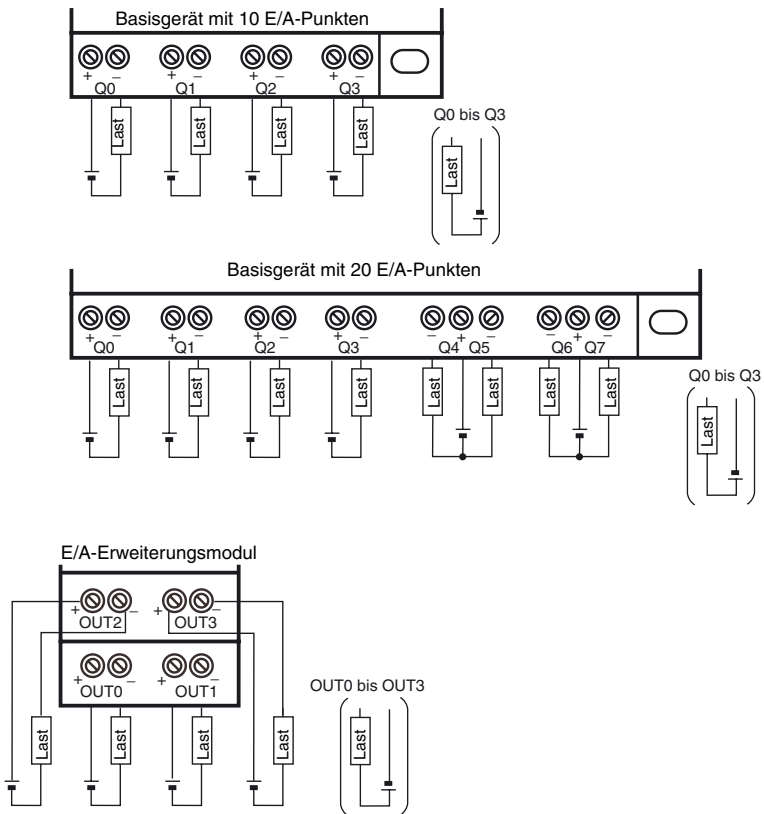 Basisgerät mit 10 E/A-Punkten
+ – + – + – + –
Q0 Q1 Q2 Q3
Last Last Last Last
Q0 bis Q3
Last
Basisgerät mit 20 E/A-Punkten
+ – + – + – + – – + – – + –
Q0 Q1 Q2 Q3 Q4 Q5 Q6 Q7
Last Last Last Last Last Last Last Last
Q0 bis Q3
Last
E/A-Erweiterungsmodul
+ – + –
OUT2 OUT3
+ – + –
OUT0 OUT1
Last Last Last Last
OUT0 bis OUT3
Last